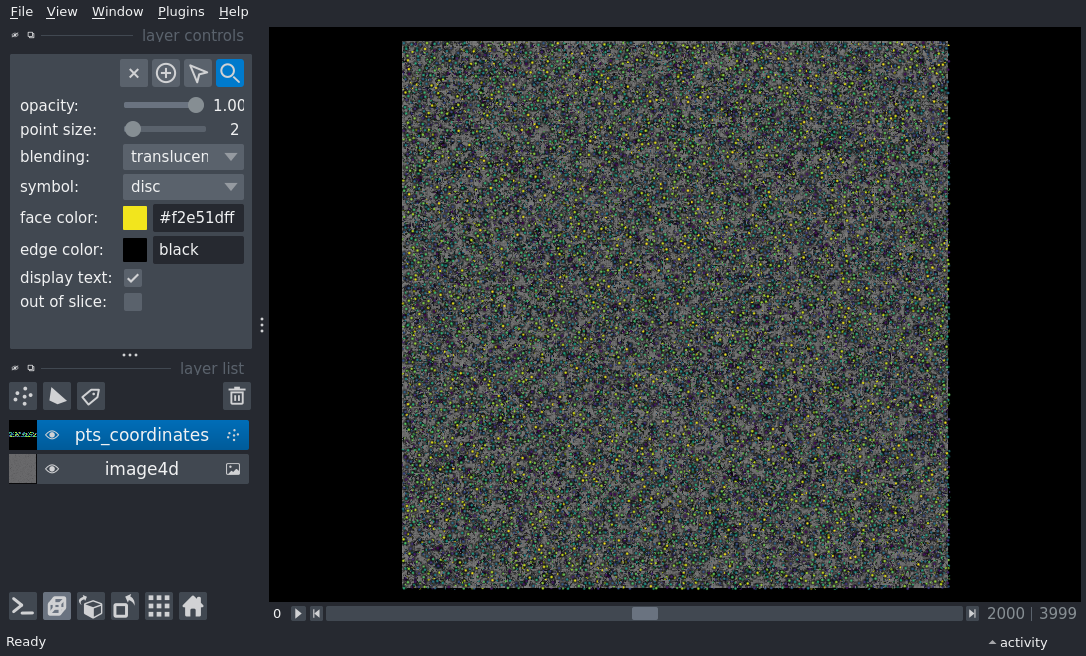 File View Window Plugins Help
layer controls
opacity: 1.00
point size: 2
blending: translucen
symbol: disc
face color: #f2e51dff
edge color: black
display text:
out of slice:
layer list
pts_coordinates
image4d
0 2000 | 3999
Ready
activity